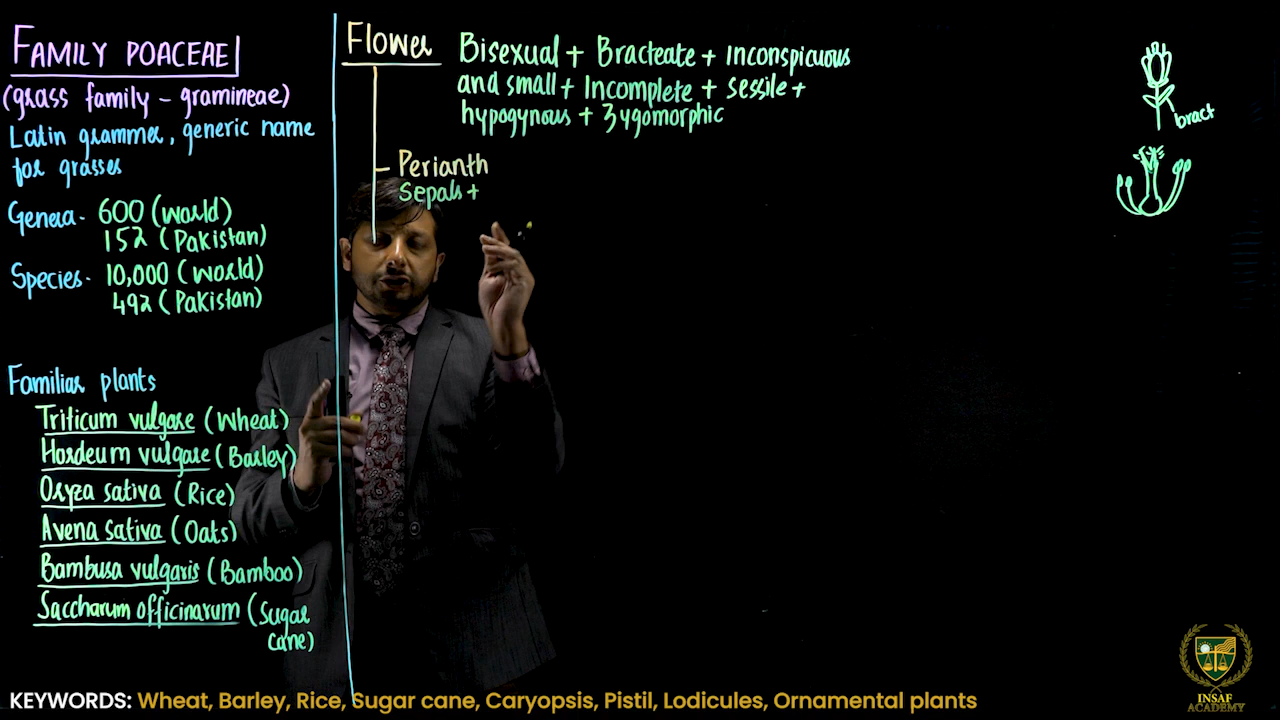 FAMILY POACEAE
(grass family - gramineae)
Latin grammer, generic name
for grasses
Genera- 600 (world)
152 (Pakistan)
Species- 10,000 (world)
492 (Pakistan)
Familiar plants
Triticum vulgare (Wheat)
Hordeum vulgare (Barley)
Oryza sativa (Rice)
Avena sativa (Oats)
Bambusa vulgaris (Bamboo)
Saccharum officinarum (Sugar
cane)
Flower
Bisexual + Bracteate + inconspicuous
and small + Incomplete + sessile +
hypogynous + zygomorphic
- Perianth
Sepals +
bract
INSAF
ACADEMY
KEYWORDS: Wheat, Barley, Rice, Sugar cane, Caryopsis, Pistil, Lodicules, Ornamental plants